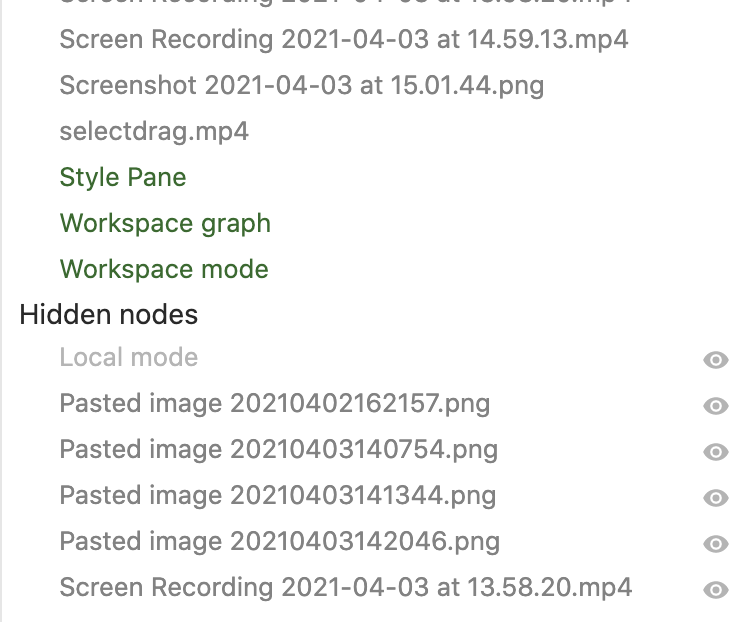 Screen Recording 2021-04-03 at 14.59.13.mp4
Screenshot 2021-04-03 at 15.01.44.png
selectdrag.mp4
Style Pane
Workspace graph
Workspace mode
Hidden nodes
Local mode
Pasted image 20210402162157.png
Pasted image 20210403140754.png
Pasted image 20210403141344.png
Pasted image 20210403142046.png
Screen Recording 2021-04-03 at 13.58.20.mp4